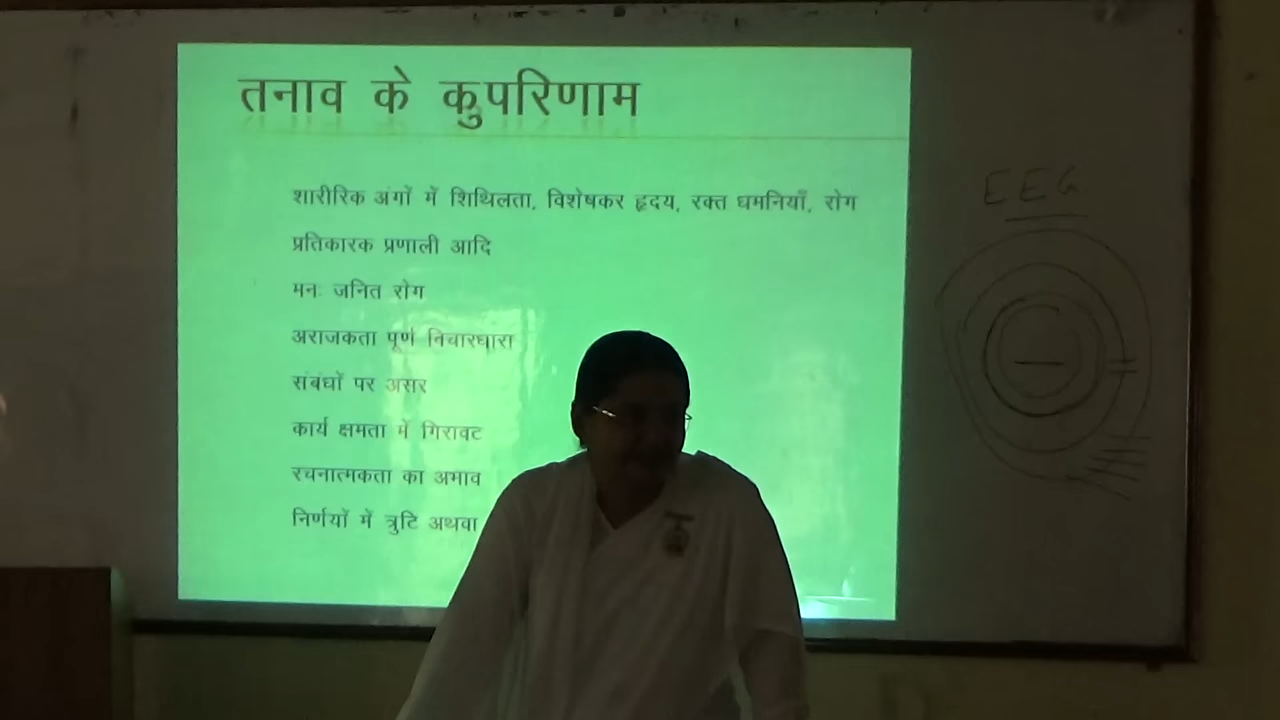 तनाव के कुपरिणाम
शारीरिक अंगों में शिथिलता, विशेषकर हृदय, रक्त धमनियाँ, रोग
प्रतिकारक प्रणाली आदि
मनः जनित रोग
अराजकता पूर्ण विचारधारा
संबंधों पर असर
कार्य क्षमता में गिरावट
रचनात्मकता का अभाव
निर्णयों में त्रुटि अथवा
EEG